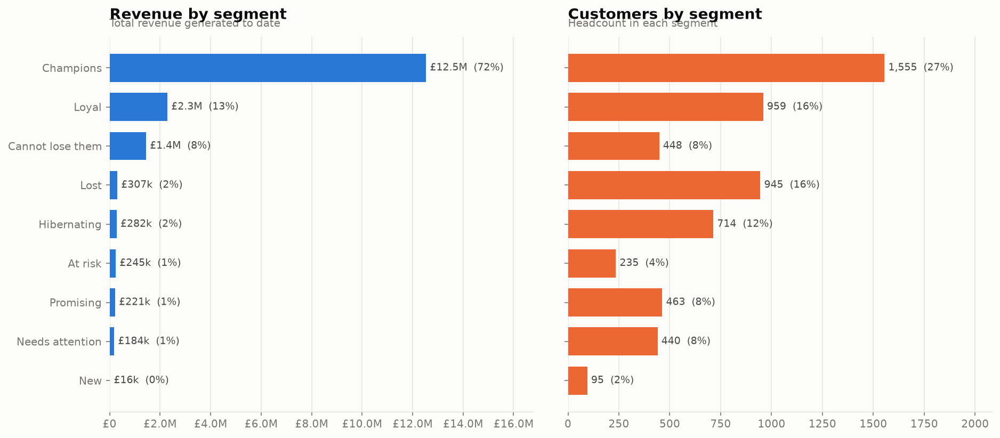 Revenue by segment
Total revenue generated to date
Champions £12.5M (72%)
Loyal £2.3M (13%)
Cannot lose them £1.4M (8%)
Lost £307k (2%)
Hibernating £282k (2%)
At risk £245k (1%)
Promising £221k (1%)
Needs attention £184k (1%)
New £16k (0%)
£0 £2.0M £4.0M £6.0M £8.0M £10.0M £12.0M £14.0M £16.0M
Customers by segment
Headcount in each segment
1,555 (27%)
959 (16%)
448 (8%)
945 (16%)
714 (12%)
235 (4%)
463 (8%)
440 (8%)
95 (2%)
0 250 500 750 1000 1250 1500 1750 2000